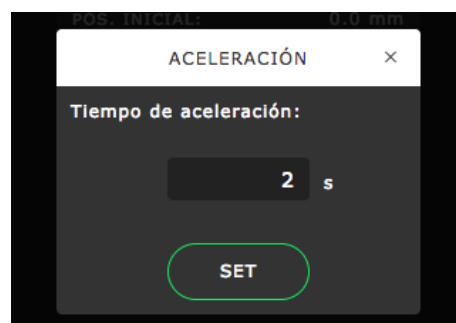 POS. INICIAL: 0.0 mm
ACELERACIÓN ×
Tiempo de aceleración:
2 s
SET